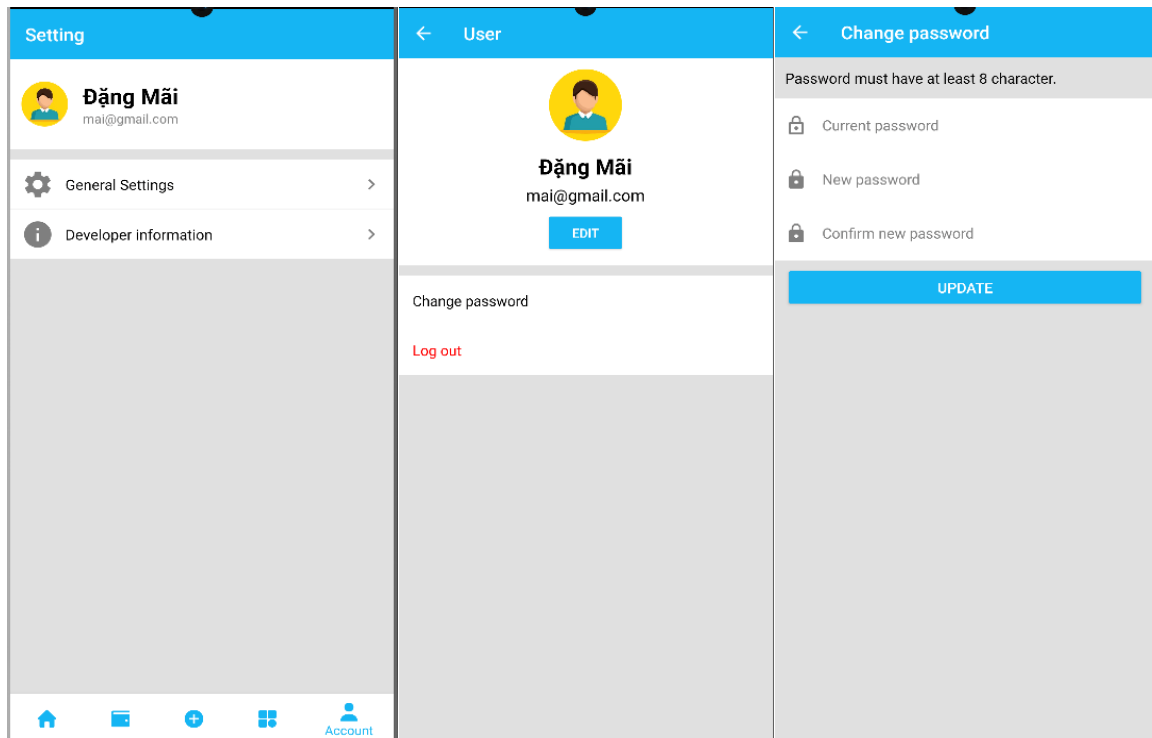 Setting
Đặng Mãi
mai@gmail.com
General Settings
Developer information
Account
User
Đặng Mãi
mai@gmail.com
EDIT
Change password
Log out
Change password
Password must have at least 8 character.
Current password
New password
Confirm new password
UPDATE